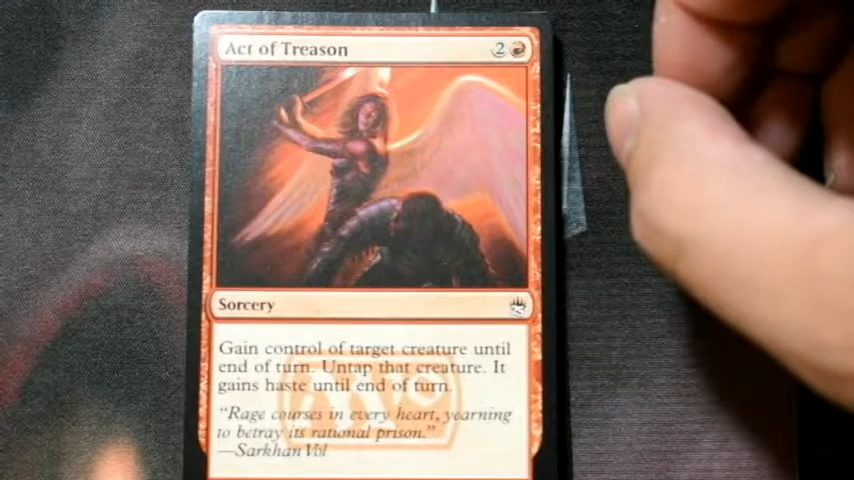 Act of Treason 2
Sorcery
Gain control of target creature until
end of turn. Untap that creature. It
gains haste until end of turn.
"Rage courses in every heart, yearning
to betray its rational prison."
—Sarkhan Vol